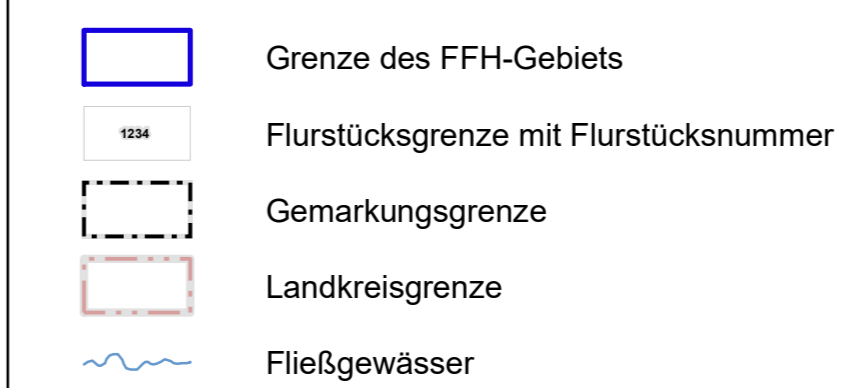 Grenze des FFH-Gebiets
1234 Flurstücksgrenze mit Flurstücksnummer
Gemarkungsgrenze
Landkreisgrenze
Fließgewässer